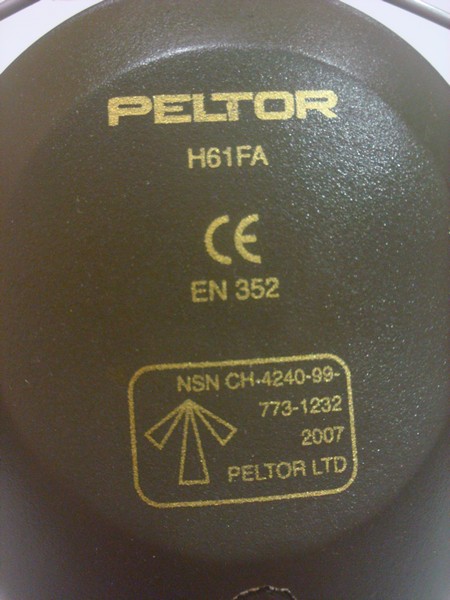 PELTOR
H61FA
CE
EN 352
NSN CH-4240-99-
773-1232
2007
PELTOR LTD